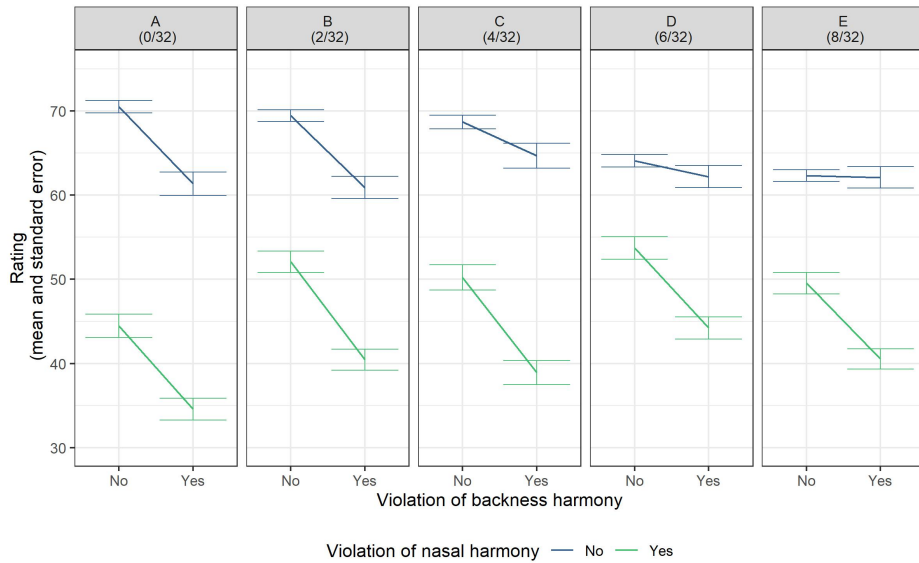 A
(0/32)
B
(2/32)
C
(4/32)
D
(6/32)
E
(8/32)
Rating
(mean and standard error)
70
60
50
40
30
No Yes No Yes No Yes No Yes No Yes
Violation of backness harmony
Violation of nasal harmony No Yes